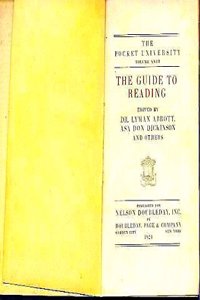 THE
POCKET UNIVERSITY
VOLUME XXIII
THE GUIDE TO
READING
EDITED BY
DR. LYMAN ABBOTT,
ASA DON DICKINSON
AND OTHERS
PUBLISHED FOR
NELSON DOUBLEDAY, INC.
BY
DOUBLEDAY, PAGE & COMPANY
GARDEN CITY NEW YORK